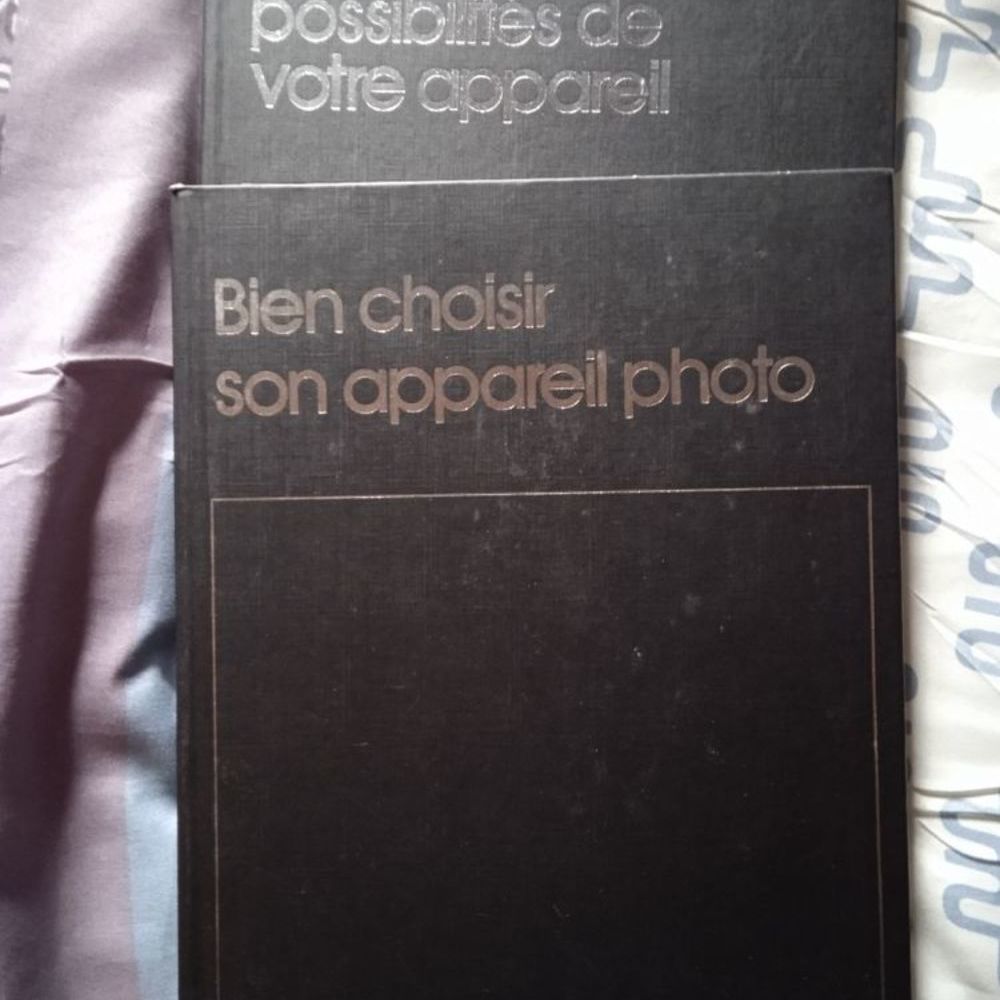 possibilités de
votre appareil
Bien choisir
son appareil photo